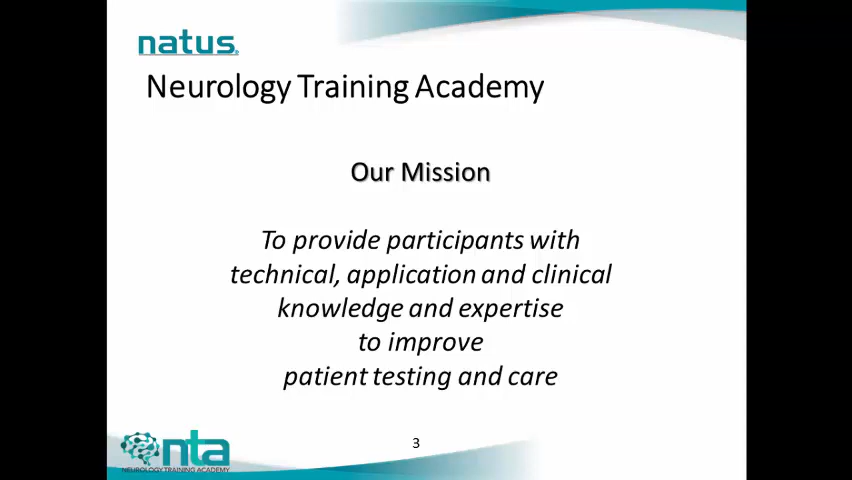 natus®
Neurology Training Academy
Our Mission
To provide participants with
technical, application and clinical
knowledge and expertise
to improve
patient testing and care
nta
NEUROLOGY TRAINING ACADEMY
3